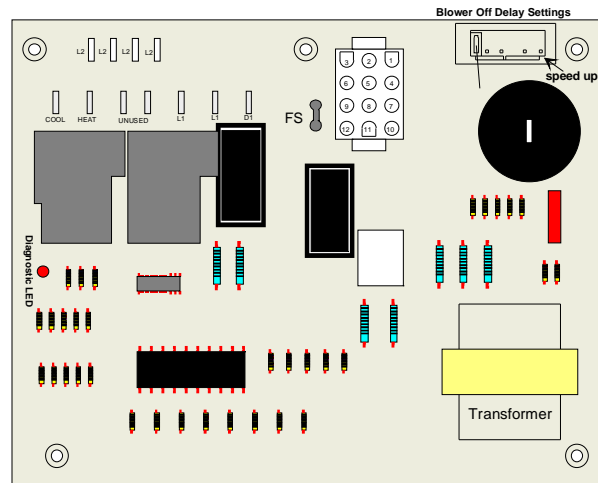 Blower Off Delay Settings
speed up
L2 L2 L2 L2
COOL HEAT UNUSED L1 L1 D1
FS
3 2 1
6 5 4
9 8 7
12 11 10
Diagnostic LED
Transformer